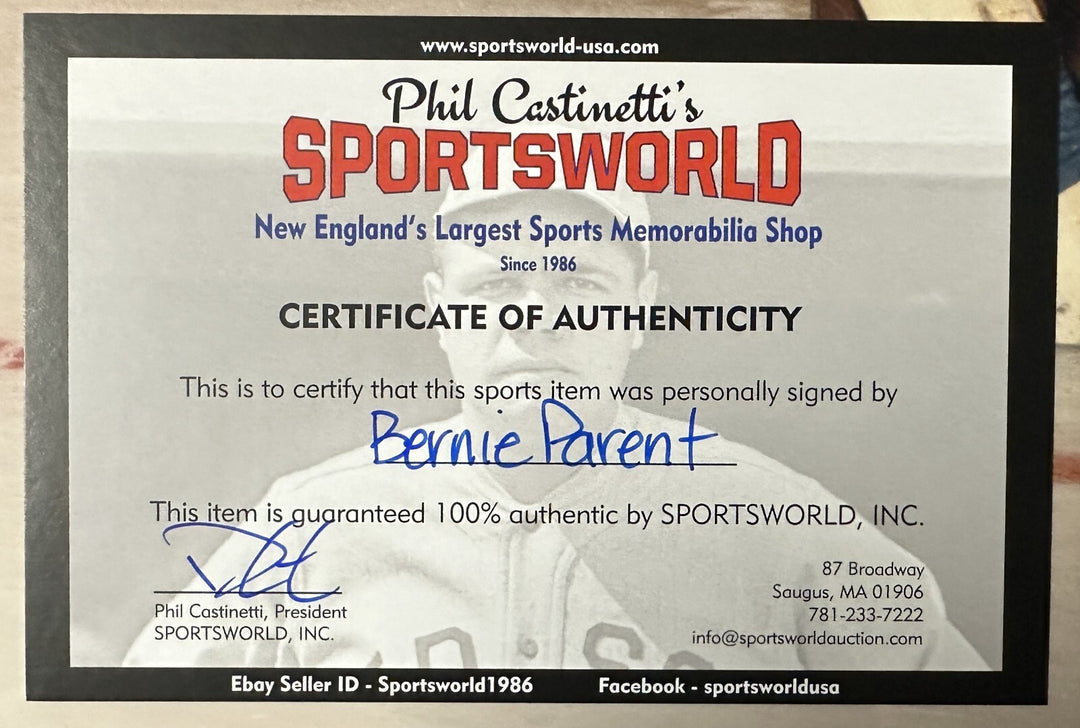 www.sportsworld-usa.com
Phil Castinetti's
SPORTSWORLD
New England's Largest Sports Memorabilia Shop
Since 1986
CERTIFICATE OF AUTHENTICITY
This is to certify that this sports item was personally signed by
Bernie Parent
This item is guaranteed 100% authentic by SPORTSWORLD, INC.
Phil Castinetti, President
SPORTSWORLD, INC.
87 Broadway
Saugus, MA 01906
781-233-7222
info@sportsworldauction.com
Ebay Seller ID - Sportsworld1986
Facebook - sportsworldusa